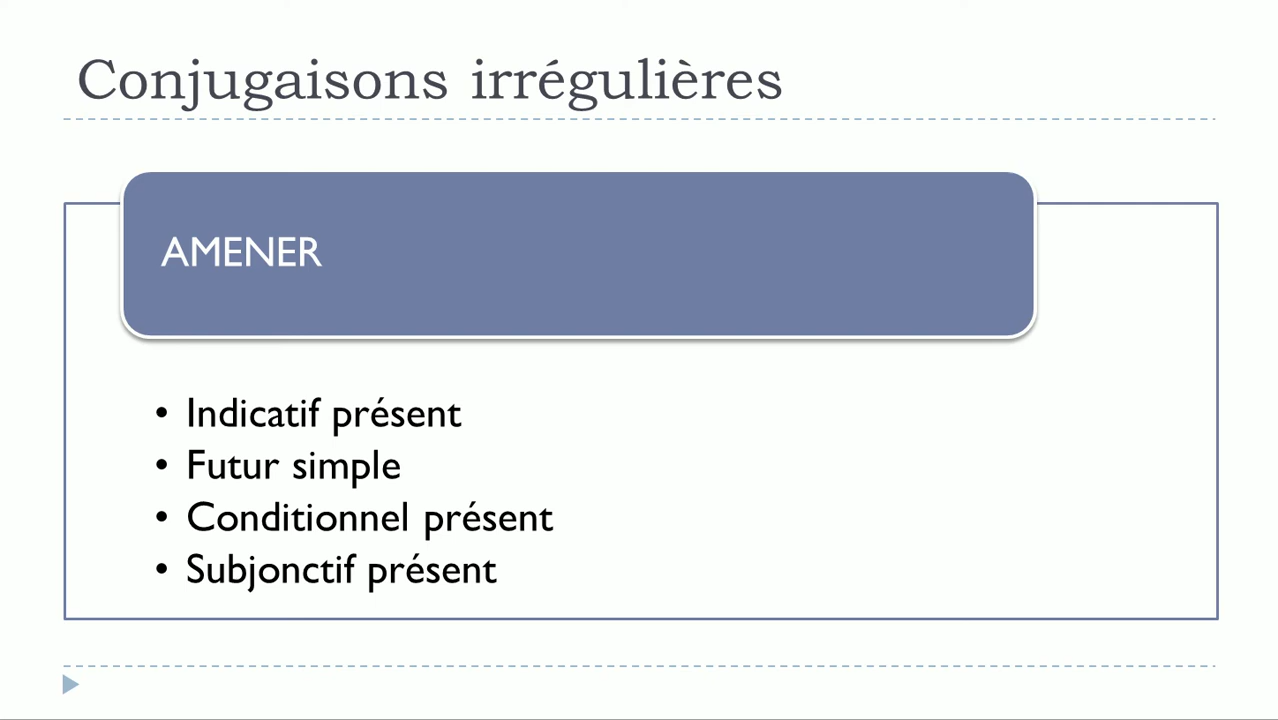 Conjugaisons irrégulières
AMENER
• Indicatif présent
• Futur simple
• Conditionnel présent
• Subjonctif présent